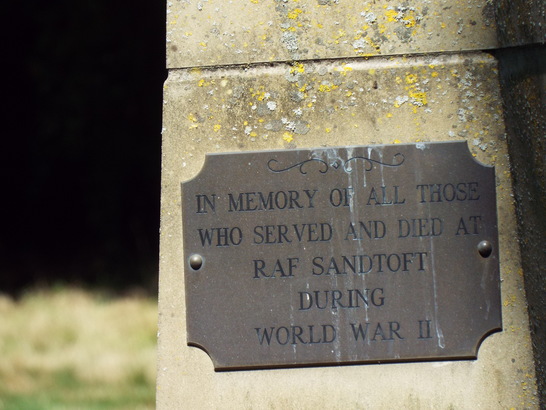 IN MEMORY OF ALL THOSE
WHO SERVED AND DIED AT
RAF SANDTOFT
DURING
WORLD WAR II